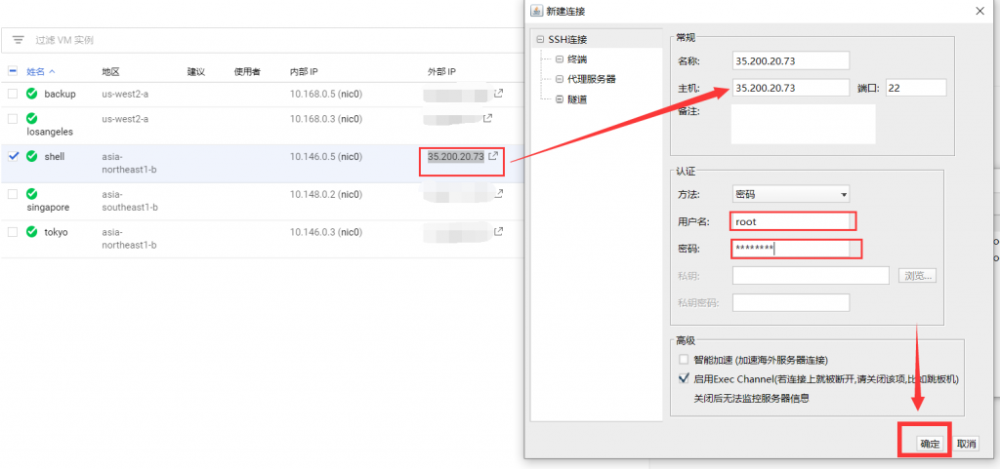 过滤 VM 实例
姓名 地区 建议 使用者 内部 IP 外部 IP
backup us-west2-a 10.168.0.5 (nic0)
losangeles us-west2-a 10.168.0.3 (nic0)
shell asia-northeast1-b 10.146.0.5 (nic0) 35.200.20.73
singapore asia-southeast1-b 10.148.0.2 (nic0)
tokyo asia-northeast1-b 10.146.0.3 (nic0)
新建连接
SSH连接
终端
代理服务器
隧道
常规
名称: 35.200.20.73
主机: 35.200.20.73 端口: 22
备注:
认证
方法: 密码
用户名: root
密码: ********
私钥: 浏览...
私钥密码:
高级
智能加速 (加速海外服务器连接)
启用Exec Channel(若连接上就被断开,请关闭该项,比如跳板机)
关闭后无法监控服务器信息
确定 取消